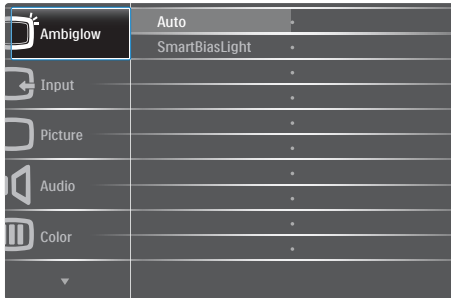 Ambiglow
Auto
SmartBiasLight
Input
Picture
Audio
Color